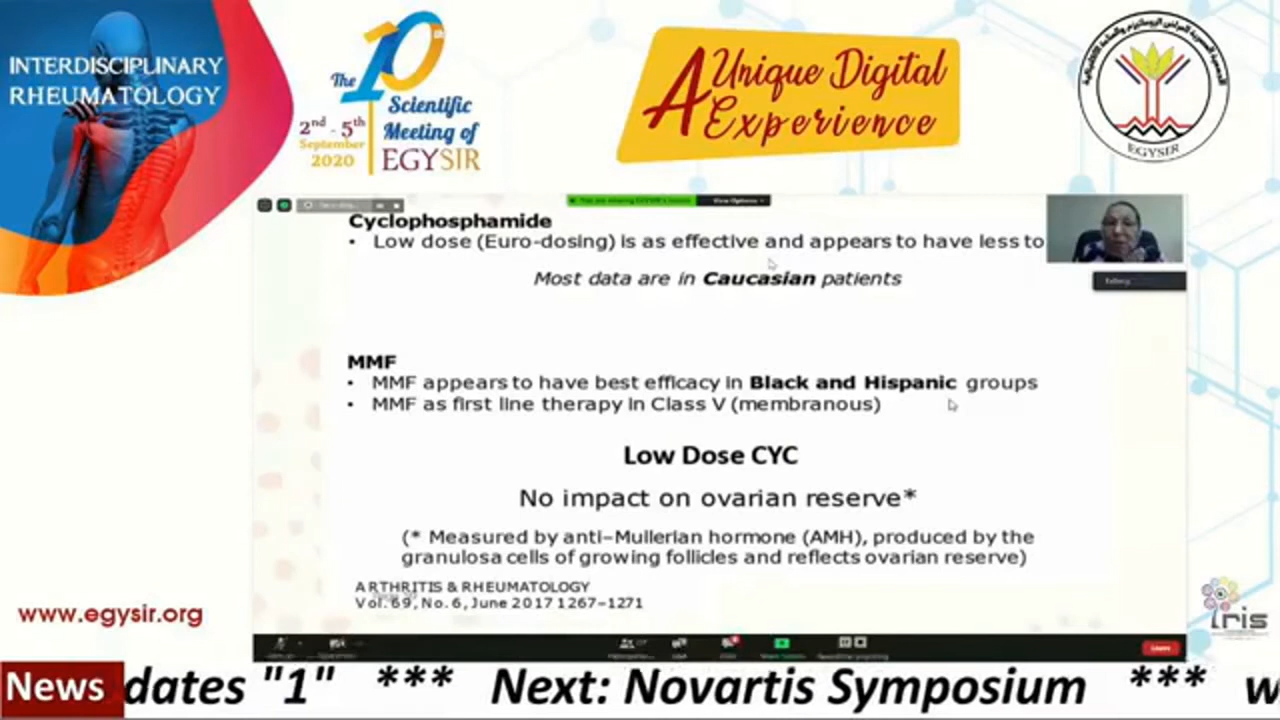 INTERDISCIPLINARY
RHEUMATOLOGY
The 10th
Scientific
Meeting of
EGYSIR
2nd - 5th
September
2020
A Unique Digital
Experience
EGYSIR
View Options
Cyclophosphamide
• Low dose (Euro-dosing) is as effective and appears to have less to
Most data are in Caucasian patients
MMF
• MMF appears to have best efficacy in Black and Hispanic groups
• MMF as first line therapy in Class V (membranous)
Low Dose CYC
No impact on ovarian reserve*
(* Measured by anti–Mullerian hormone (AMH), produced by the
granulosa cells of growing follicles and reflects ovarian reserve)
ARTHRITIS & RHEUMATOLOGY
Vol. 69, No. 6, June 2017 1267–1271
www.egysir.org
iris
Leave
News dates "1" *** Next: Novartis Symposium *** w